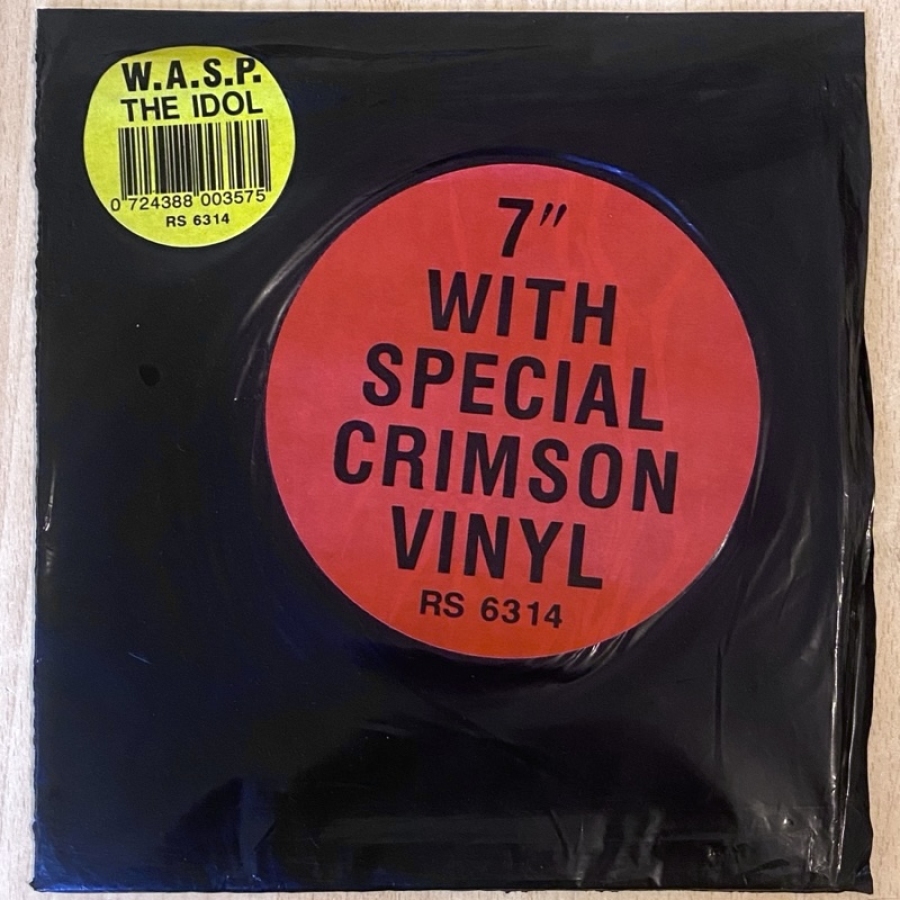 W.A.S.P.
THE IDOL
0 724388 003575
RS 6314
7"
WITH
SPECIAL
CRIMSON
VINYL
RS 6314